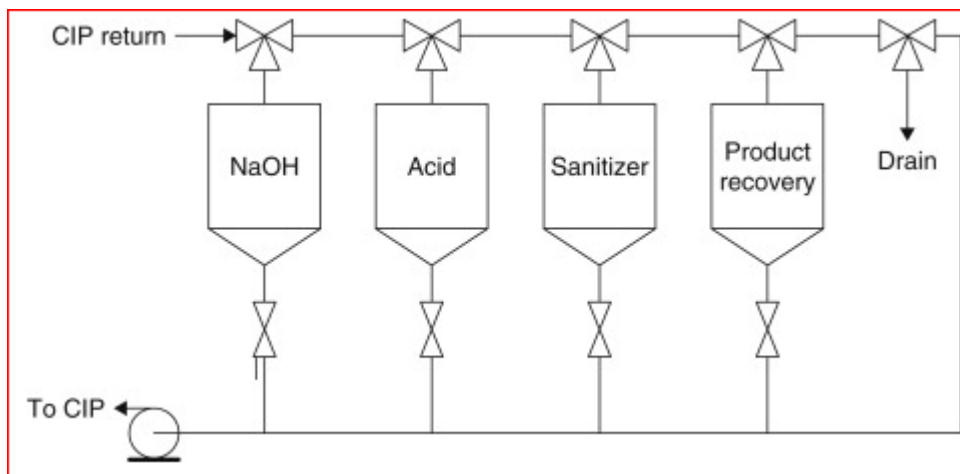 CIP return
NaOH
Acid
Sanitizer
Product
recovery
Drain
To CIP